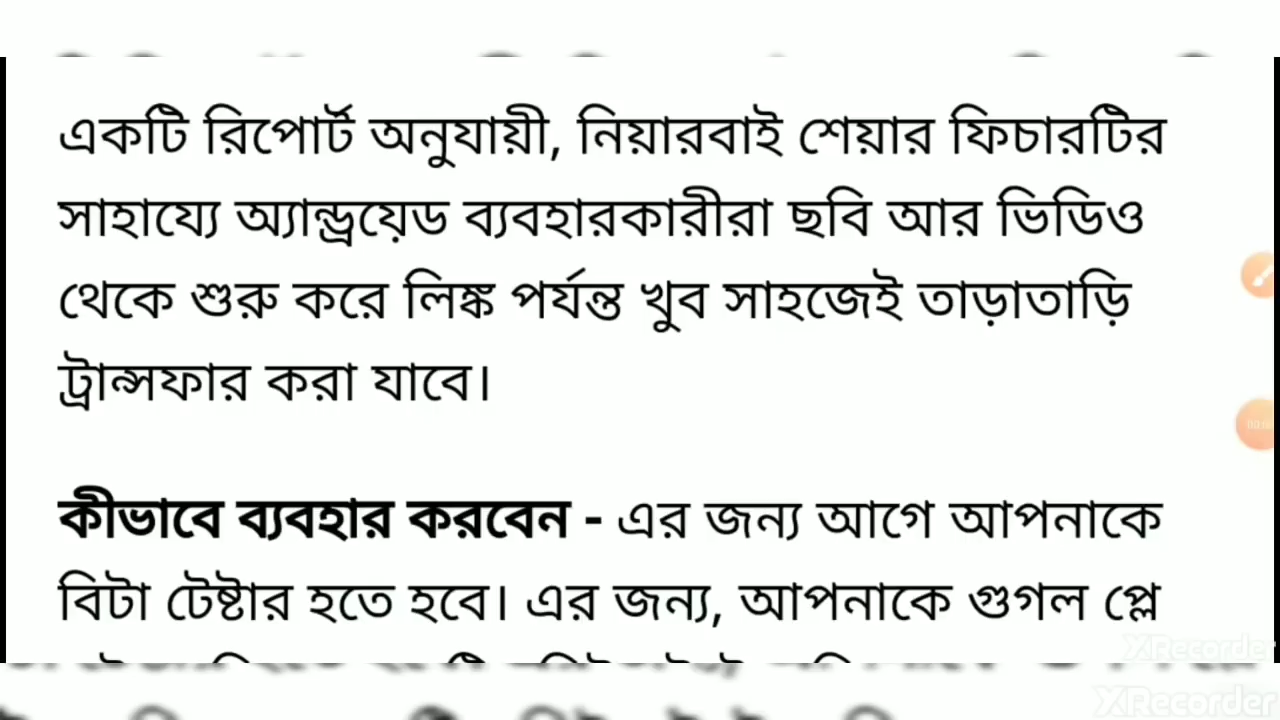 একটি রিপোর্ট অনুযায়ী, নিয়ারবাই শেয়ার ফিচারটির
সাহায্যে অ্যান্ড্রয়েড ব্যবহারকারীরা ছবি আর ভিডিও
থেকে শুরু করে লিঙ্ক পর্যন্ত খুব সাহজেই তাড়াতাড়ি
ট্রান্সফার করা যাবে।
কীভাবে ব্যবহার করবেন - এর জন্য আগে আপনাকে
বিটা টেষ্টার হতে হবে। এর জন্য, আপনাকে গুগল প্লে
XRecorder
XRecorder